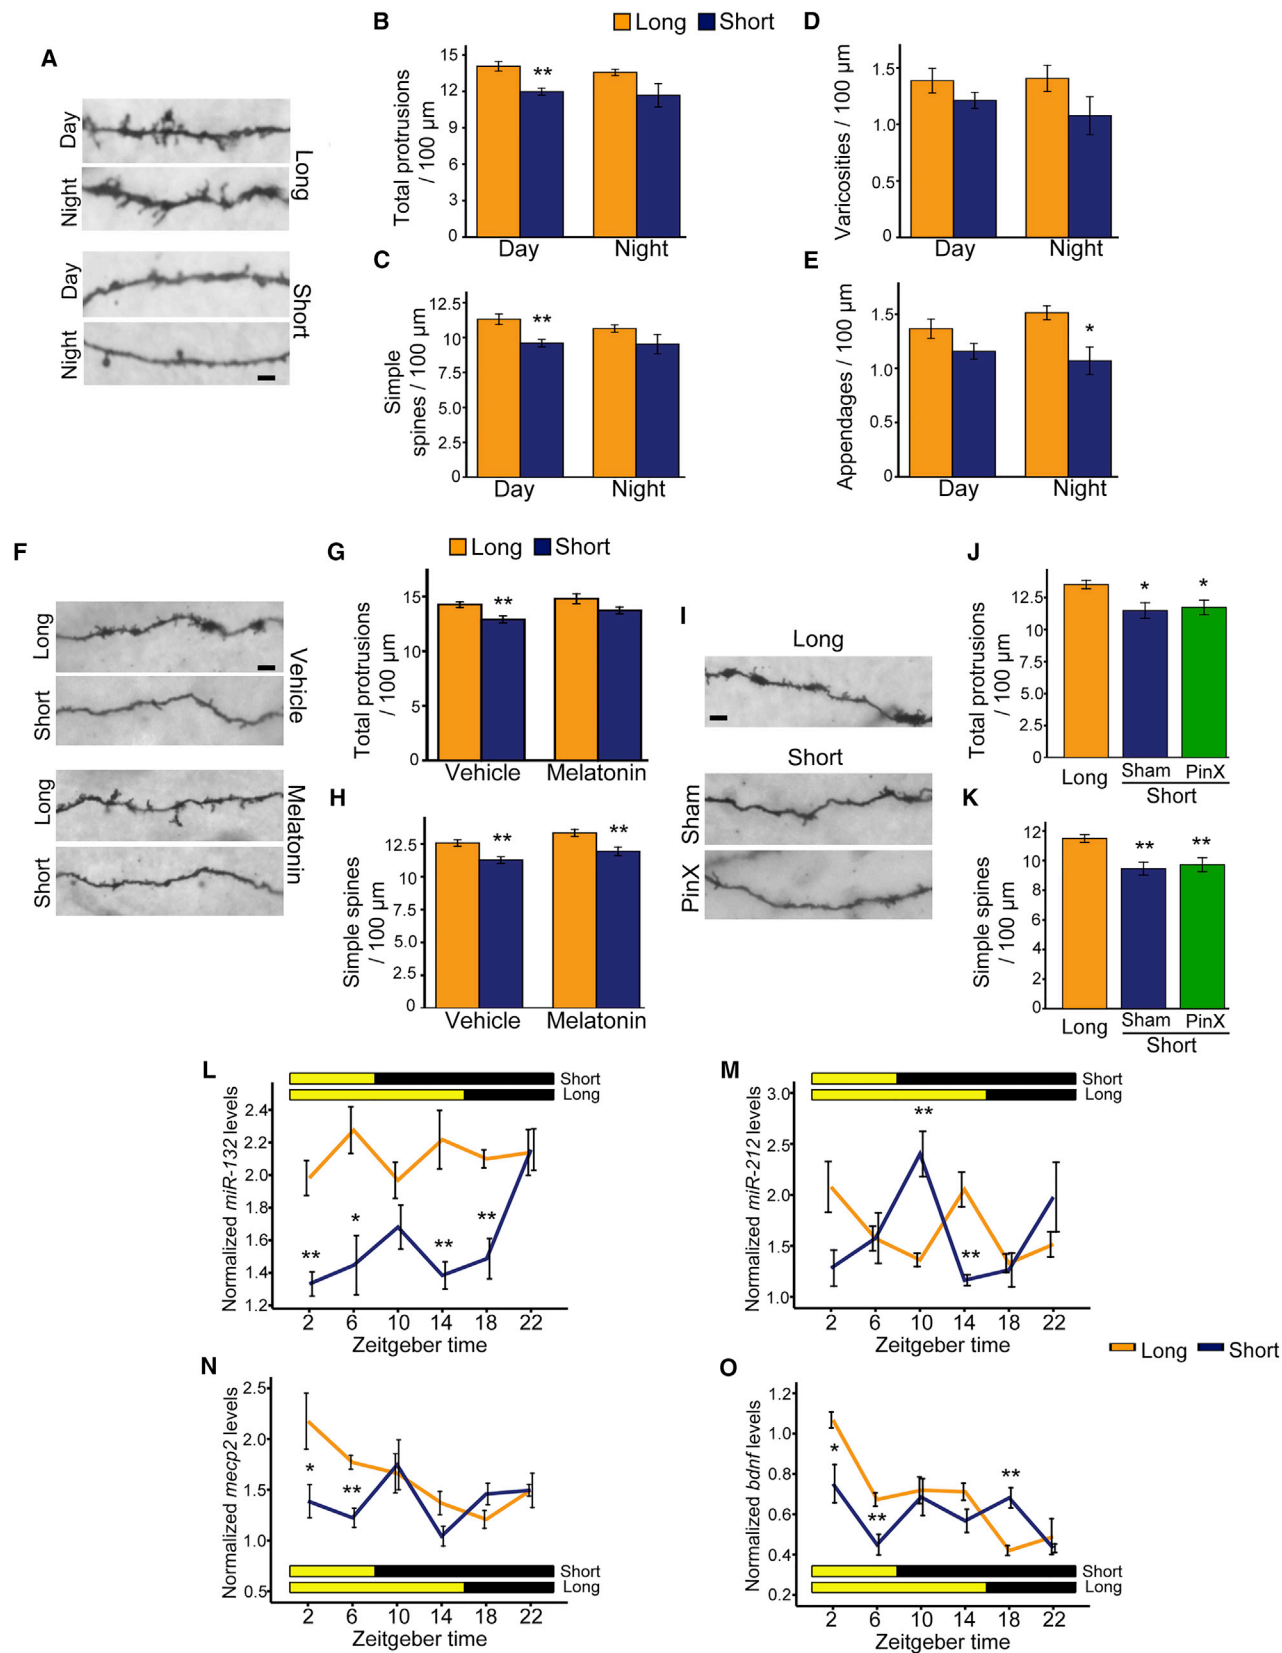 A
Day
Night
Long
Day
Night
Short
B
Long
Short
Total protrusions
/ 100 µm
15
12
9
6
3
0
Day
Night
**
C
Simple
spines / 100 µm
12.5
10
7.5
5
2.5
0
Day
Night
**
D
Varicosities / 100 µm
1.5
1.0
0.5
0
Day
Night
E
Appendages / 100 µm
1.5
1.0
0.5
0
Day
Night
*
F
Long
Short
Vehicle
Long
Short
Melatonin
G
Long
Short
Total protrusions
/ 100 µm
15
10
5
0
Vehicle
Melatonin
**
H
Simple spines
/ 100 µm
12.5
10
7.5
5.0
2.5
0
Vehicle
Melatonin
**
**
I
Long
Short
Sham
PinX
J
Total protrusions
/ 100 µm
12.5
10
7.5
5.0
2.5
0
*
*
Long
Sham
PinX
Short
K
Simple spines
/ 100 µm
12
10
8
6
4
2
0
**
**
Long
Sham
PinX
Short
L
Short
Long
Normalized miR-132 levels
2.4
2.2
2.0
1.8
1.6
1.4
1.2
**
*
**
**
2 6 10 14 18 22
Zeitgeber time
M
Short
Long
Normalized miR-212 levels
3.0
2.5
2.0
1.5
1.0
**
**
2 6 10 14 18 22
Zeitgeber time
Long
Short
N
Normalized mecp2 levels
2.5
2.0
1.5
1.0
0.5
*
**
Short
Long
2 6 10 14 18 22
Zeitgeber time
O
Normalized bdnf levels
1.2
1.0
0.8
0.6
0.4
0.2
*
**
**
Short
Long
2 6 10 14 18 22
Zeitgeber time